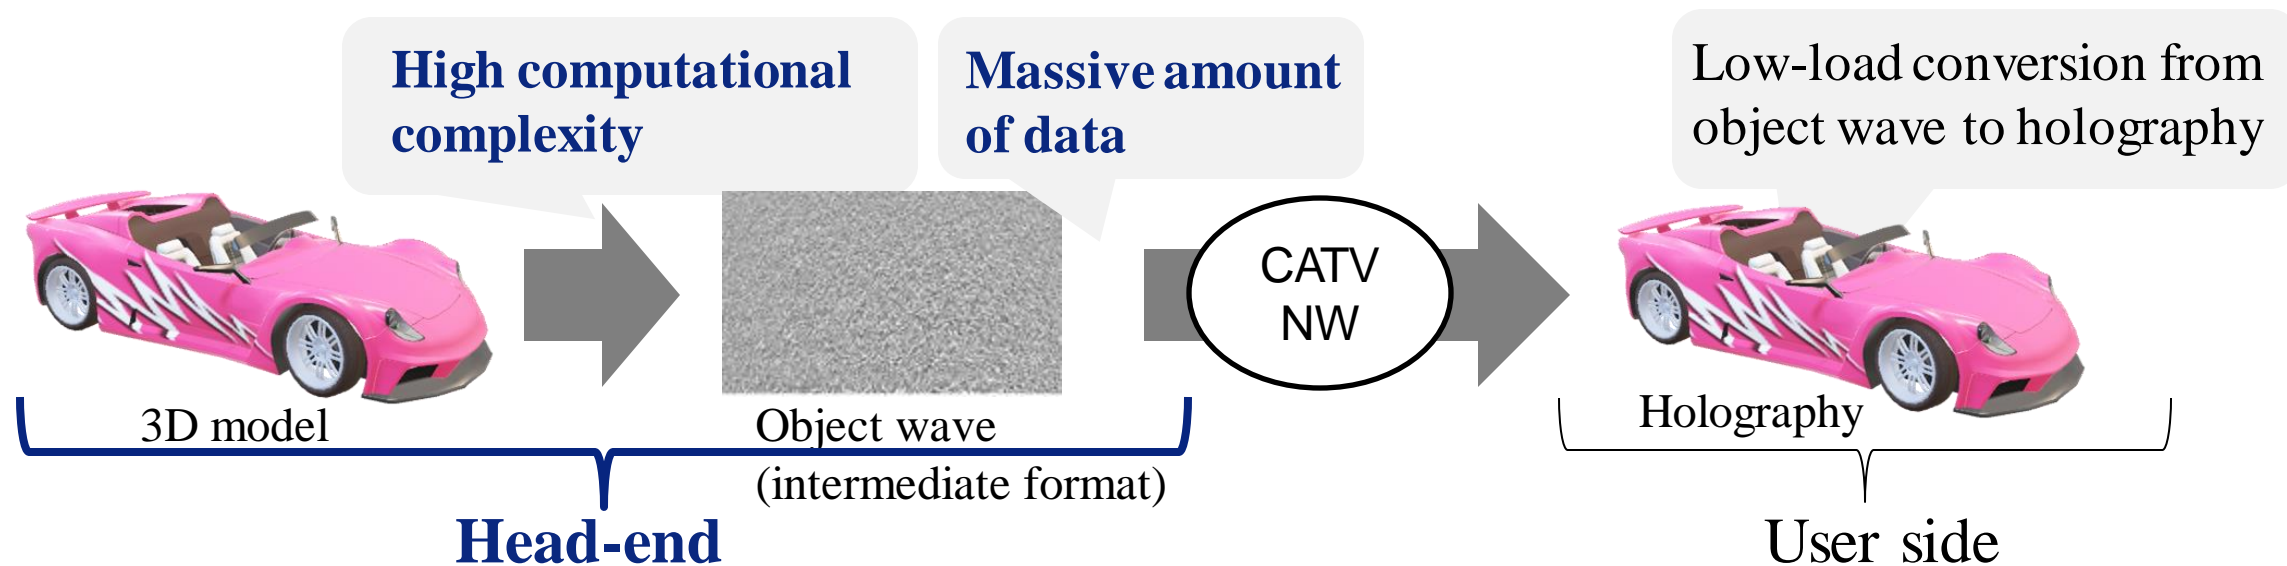 High computational
complexity
Massive amount
of data
Low-load conversion from
object wave to holography
CATV
NW
3D model
Object wave
(intermediate format)
Holography
Head-end
User side